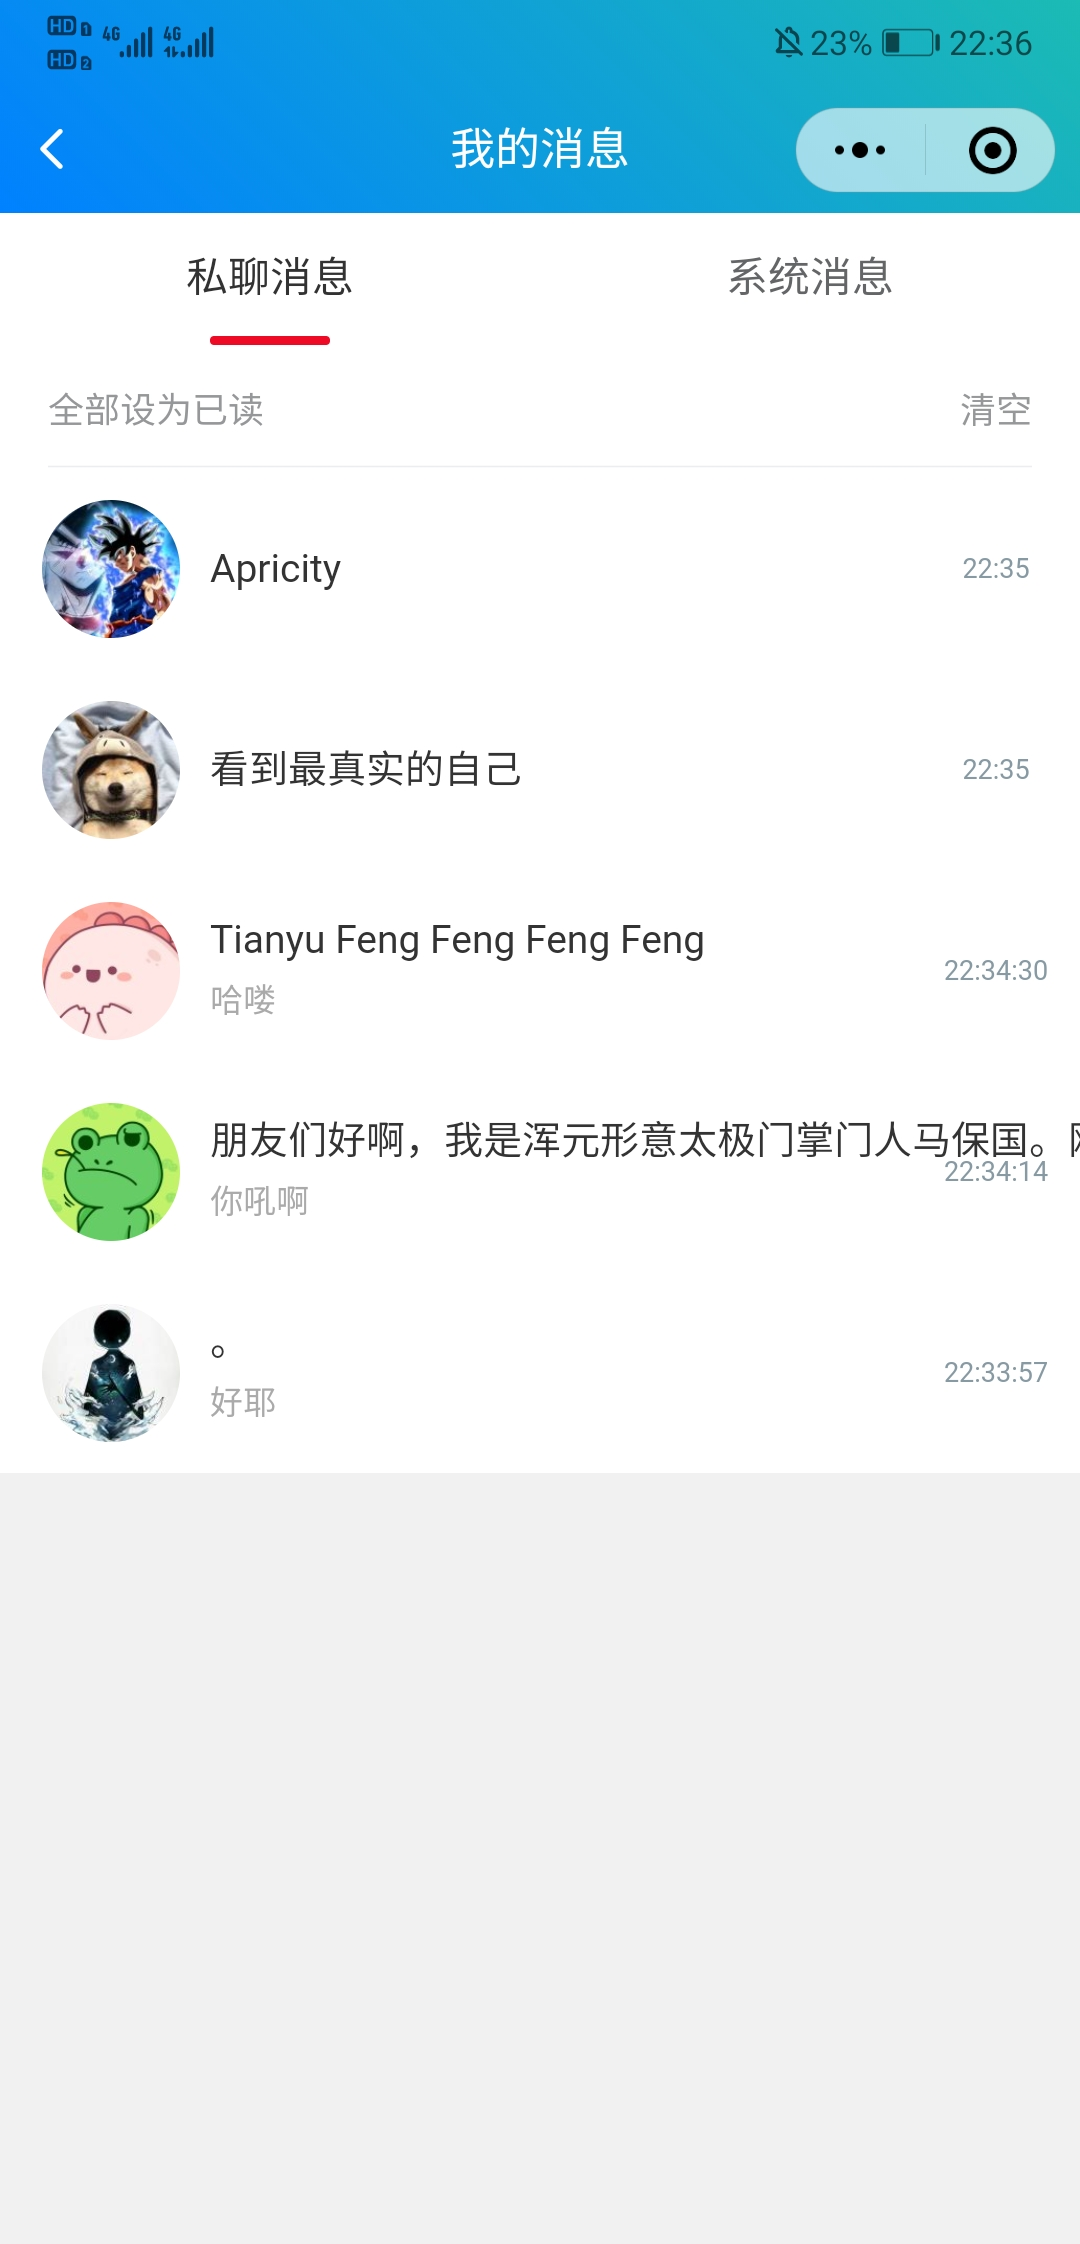 HD 1 4G 4G
HD 2
23% 22:36
我的消息
私聊消息 系统消息
全部设为已读 清空
Apricity 22:35
看到最真实的自己 22:35
Tianyu Feng Feng Feng Feng
22:34:30
哈喽
朋友们好啊，我是浑元形意太极门掌门人马保国。
22:34:14
你吼啊
。
22:33:57
好耶